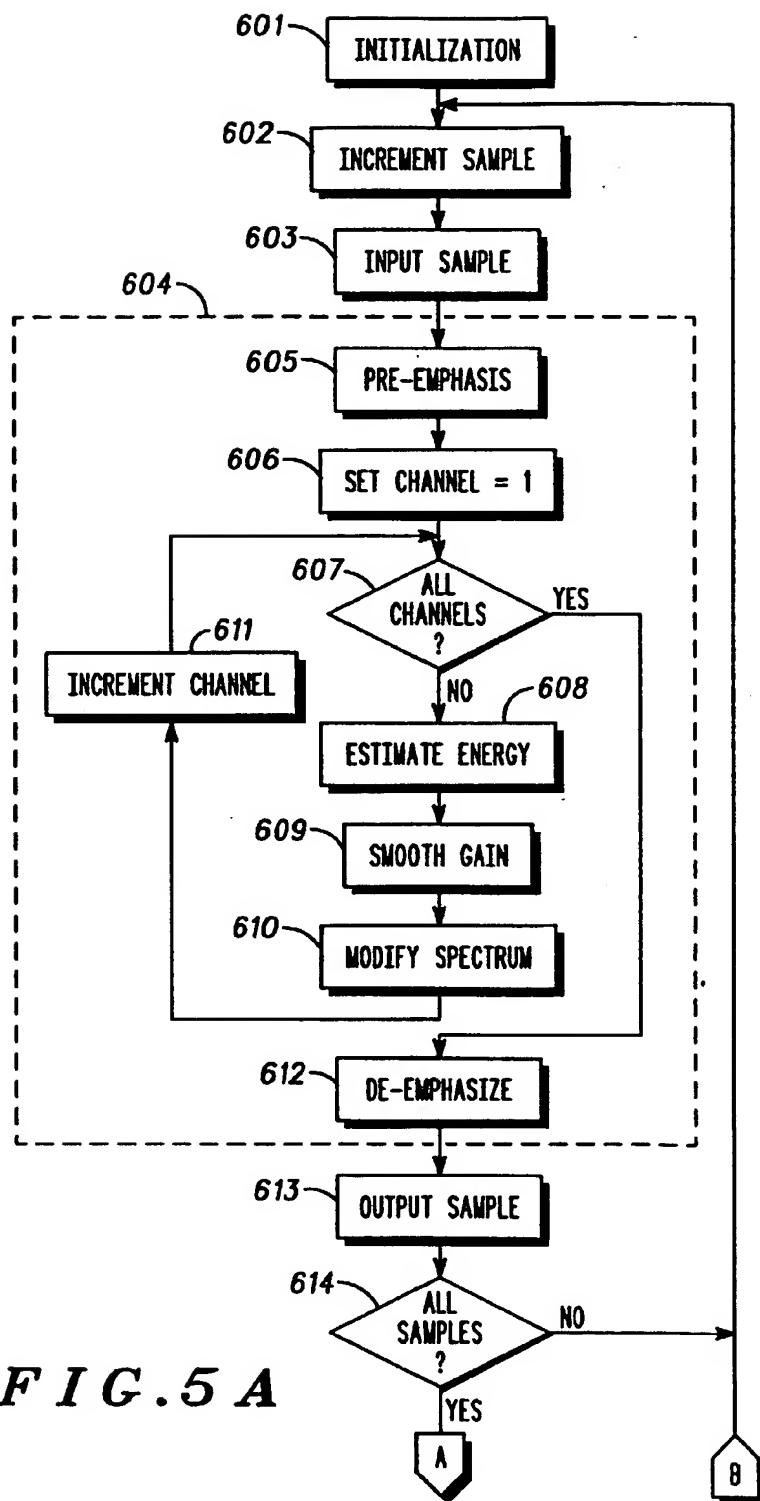 601
INITIALIZATION
602
INCREMENT SAMPLE
603
INPUT SAMPLE
604
605
PRE-EMPHASIS
606
SET CHANNEL = 1
607
ALL
CHANNELS
?
YES
611
INCREMENT CHANNEL
NO
608
ESTIMATE ENERGY
609
SMOOTH GAIN
610
MODIFY SPECTRUM
612
DE-EMPHASIZE
613
OUTPUT SAMPLE
614
ALL
SAMPLES
?
NO
YES
FIG.5A
A
B